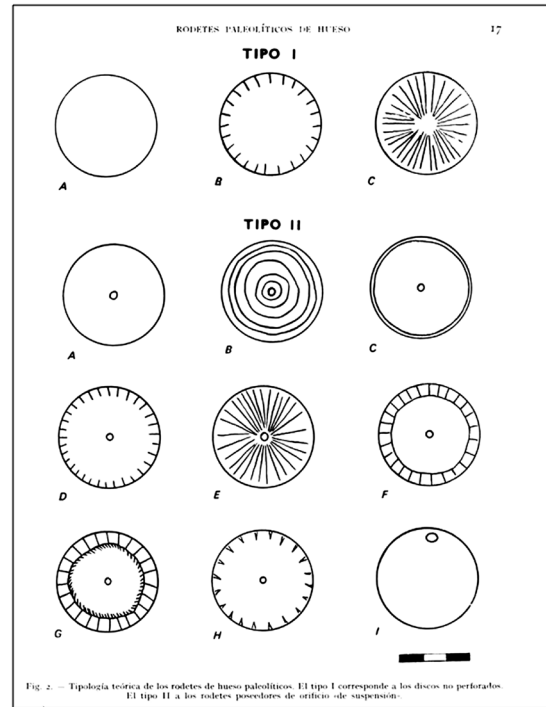 RODETES PALEOLÍTICOS DE HUESO 17
TIPO I
A B C
TIPO II
A B C
D E F
G H I
Fig. 2. — Tipología teórica de los rodetes de hueso paleolíticos. El tipo I corresponde a los discos no perforados.
El tipo II a los rodetes poseedores de orificio «de suspensión».